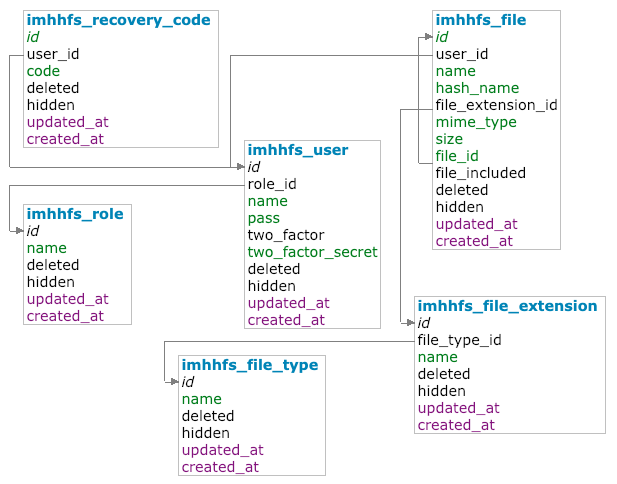 imhhfs_recovery_code
id
user_id
code
deleted
hidden
updated_at
created_at
imhhfs_file
id
user_id
name
hash_name
file_extension_id
mime_type
size
file_id
file_included
deleted
hidden
updated_at
created_at
imhhfs_user
id
role_id
name
pass
two_factor
two_factor_secret
deleted
hidden
updated_at
created_at
imhhfs_role
id
name
deleted
hidden
updated_at
created_at
imhhfs_file_extension
id
file_type_id
name
deleted
hidden
updated_at
created_at
imhhfs_file_type
id
name
deleted
hidden
updated_at
created_at